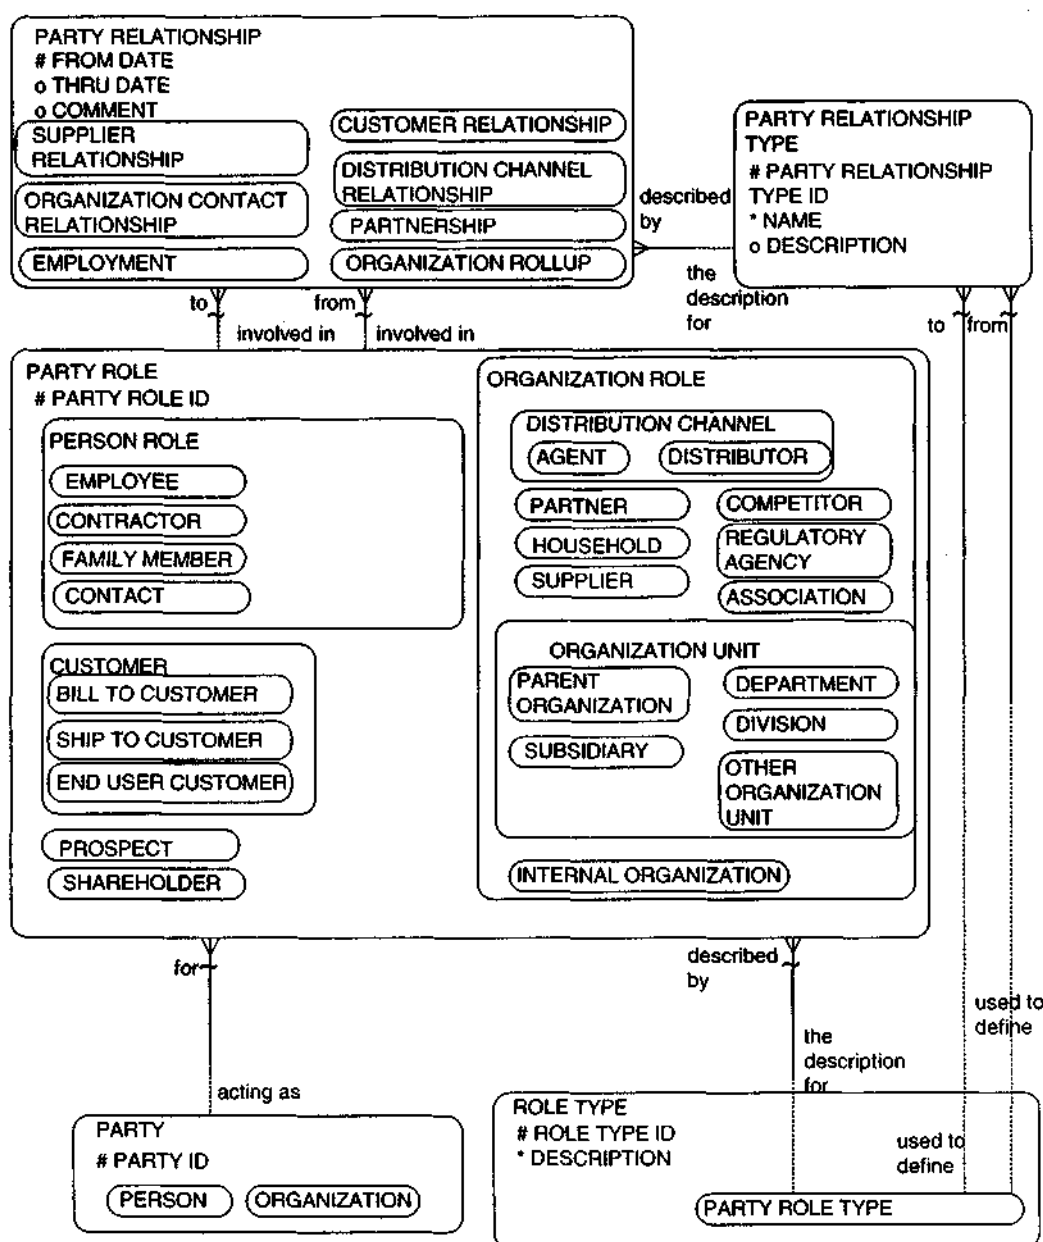 PARTY RELATIONSHIP
# FROM DATE
o THRU DATE
o COMMENT
SUPPLIER
RELATIONSHIP
ORGANIZATION CONTACT
RELATIONSHIP
EMPLOYMENT
CUSTOMER RELATIONSHIP
DISTRIBUTION CHANNEL
RELATIONSHIP
PARTNERSHIP
ORGANIZATION ROLLUP
described
by
the
description
for
PARTY RELATIONSHIP
TYPE
# PARTY RELATIONSHIP
TYPE ID
* NAME
o DESCRIPTION
to
from
involved in
involved in
to
from
PARTY ROLE
# PARTY ROLE ID
PERSON ROLE
EMPLOYEE
CONTRACTOR
FAMILY MEMBER
CONTACT
CUSTOMER
BILL TO CUSTOMER
SHIP TO CUSTOMER
END USER CUSTOMER
PROSPECT
SHAREHOLDER
ORGANIZATION ROLE
DISTRIBUTION CHANNEL
AGENT
DISTRIBUTOR
PARTNER
HOUSEHOLD
SUPPLIER
COMPETITOR
REGULATORY
AGENCY
ASSOCIATION
ORGANIZATION UNIT
PARENT
ORGANIZATION
SUBSIDIARY
DEPARTMENT
DIVISION
OTHER
ORGANIZATION
UNIT
INTERNAL ORGANIZATION
for
acting as
described
by
the
description
for
used to
define
PARTY
# PARTY ID
PERSON
ORGANIZATION
ROLE TYPE
# ROLE TYPE ID
* DESCRIPTION
used to
define
PARTY ROLE TYPE